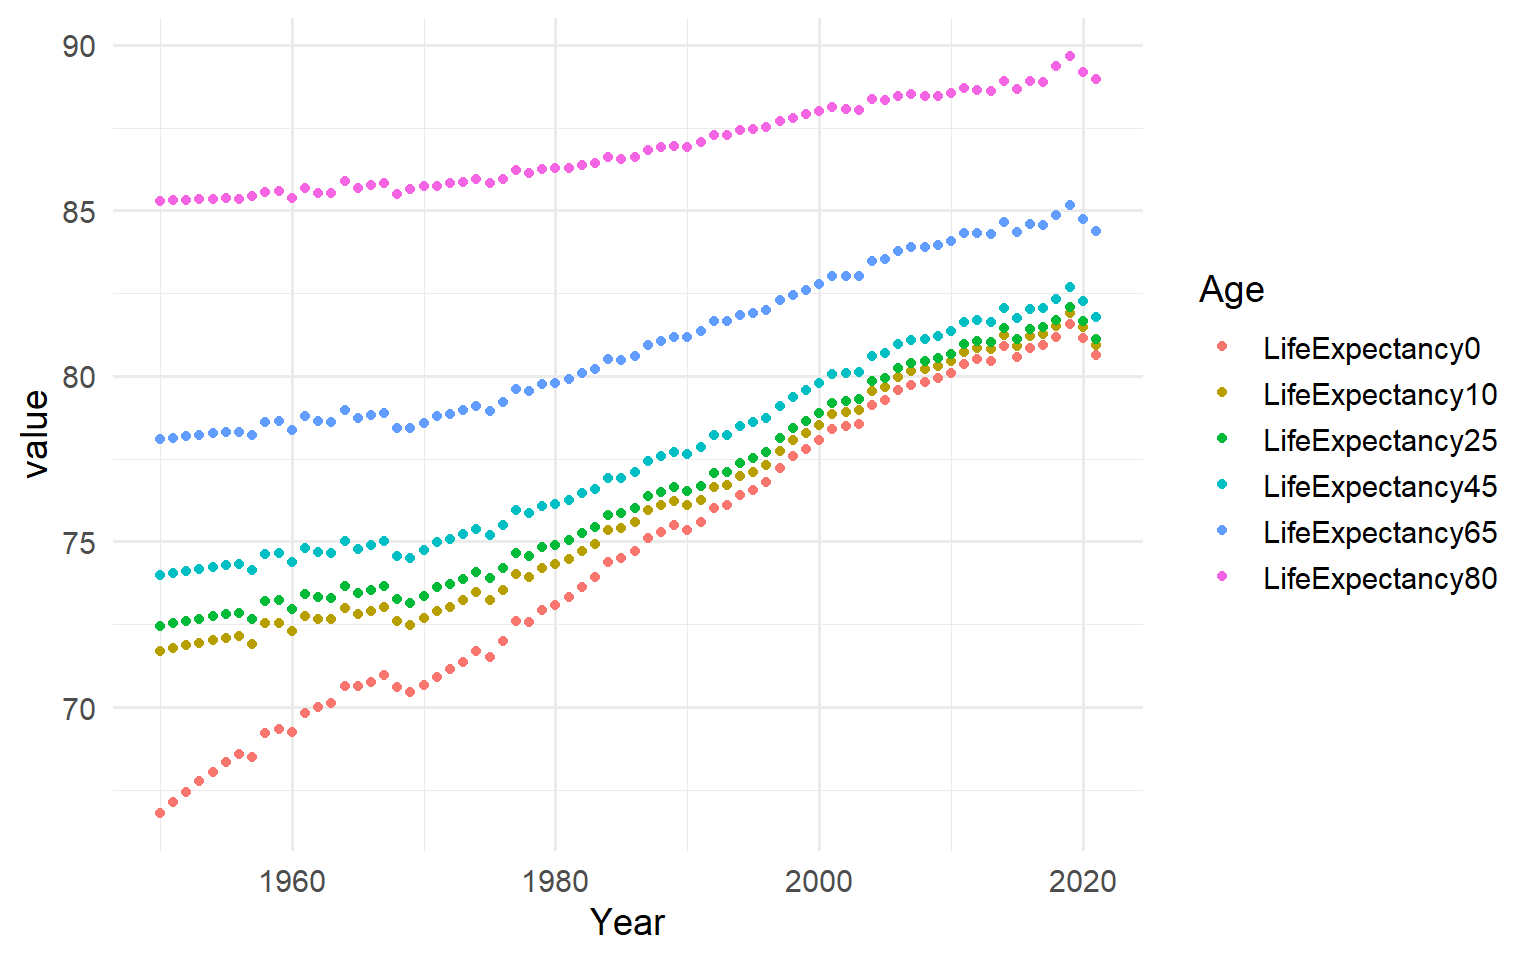 90
85
80
75
70
value
1960 1980 2000 2020
Year
Age
LifeExpectancy0
LifeExpectancy10
LifeExpectancy25
LifeExpectancy45
LifeExpectancy65
LifeExpectancy80